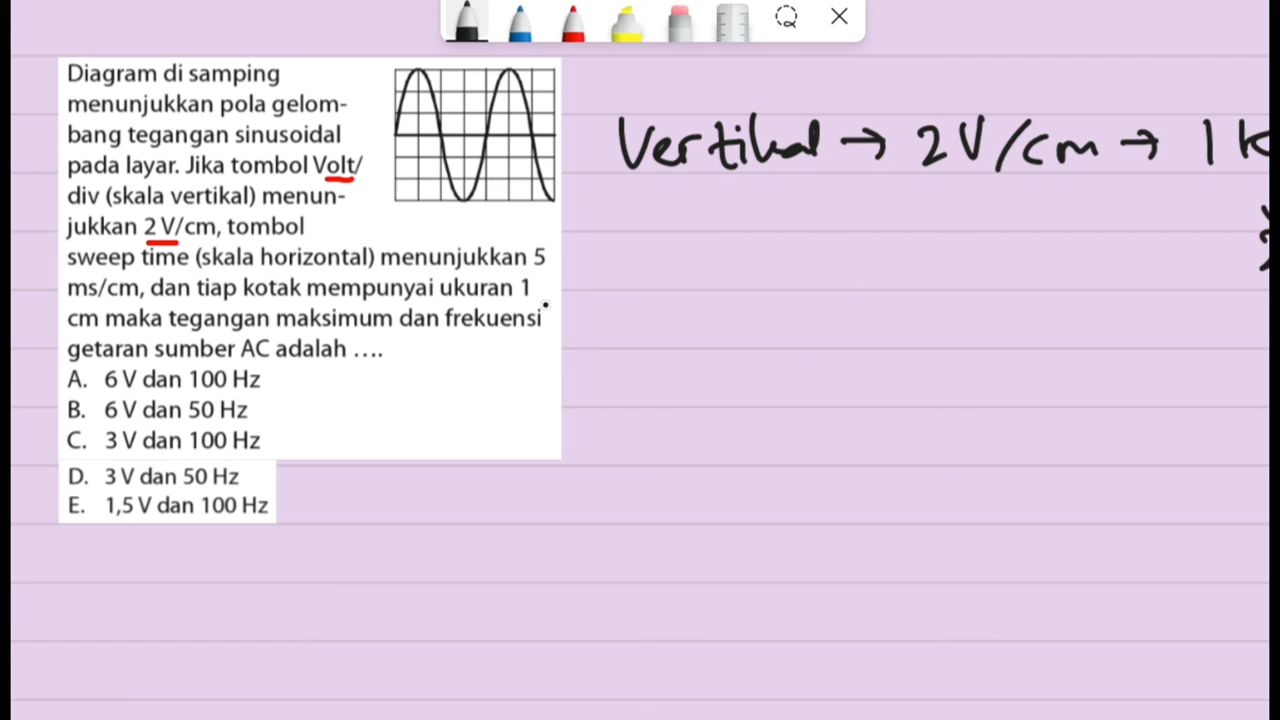 Diagram di samping
menunjukkan pola gelom-
bang tegangan sinusoidal
pada layar. Jika tombol Volt/
div (skala vertikal) menun-
jukkan 2 V/cm, tombol
sweep time (skala horizontal) menunjukkan 5
ms/cm, dan tiap kotak mempunyai ukuran 1
cm maka tegangan maksimum dan frekuensi
getaran sumber AC adalah ....
A. 6 V dan 100 Hz
B. 6 V dan 50 Hz
C. 3 V dan 100 Hz
D. 3 V dan 50 Hz
E. 1,5 V dan 100 Hz
Vertikal → 2 V/cm → 1 K